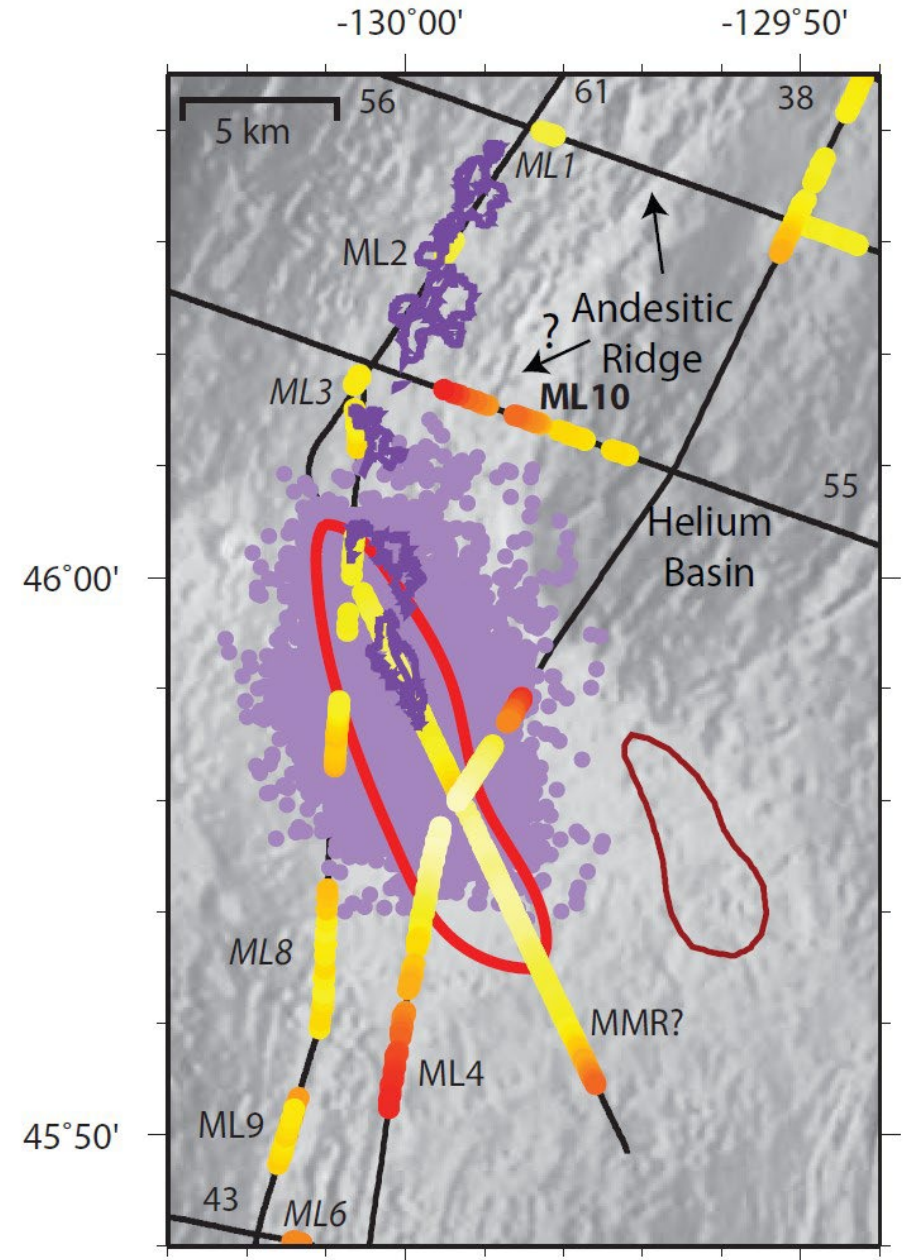 -130°00' -129°50'
56 61 38
5 km
ML1
ML2
? Andesitic
Ridge
ML3
ML10
55
Helium
Basin
46°00'
ML8
MMR?
ML4
ML9
45°50'
43 ML6